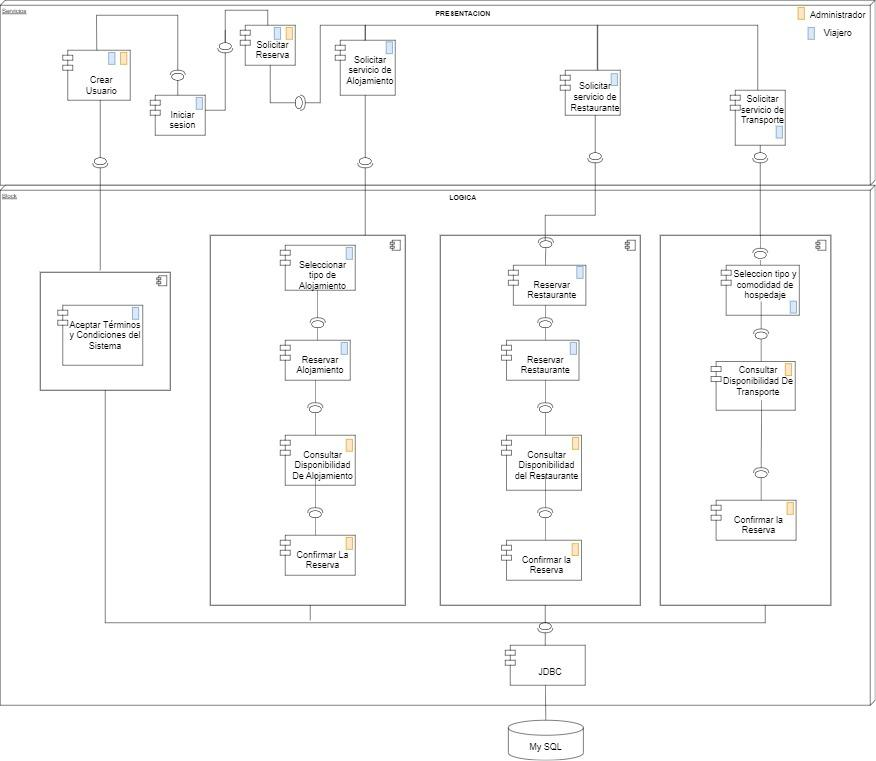 Servicios
PRESENTACION
Administrador
Viajero
Crear
Usuario
Iniciar
sesion
Solicitar
Reserva
Solicitar
servicio de
Alojamiento
Solicitar
servicio de
Restaurante
Solicitar
servicio de
Transporte
Block
LOGICA
Aceptar Términos
y Condiciones del
Sistema
Seleccionar
tipo de
Alojamiento
Reservar
Alojamiento
Consultar
Disponibilidad
De Alojamiento
Confirmar La
Reserva
Reservar
Restaurante
Reservar
Restaurante
Consultar
Disponibilidad
del Restaurante
Confirmar la
Reserva
Seleccion tipo y
comodidad de
hospedaje
Consultar
Disponibilidad De
Transporte
Confirmar la
Reserva
JDBC
My SQL